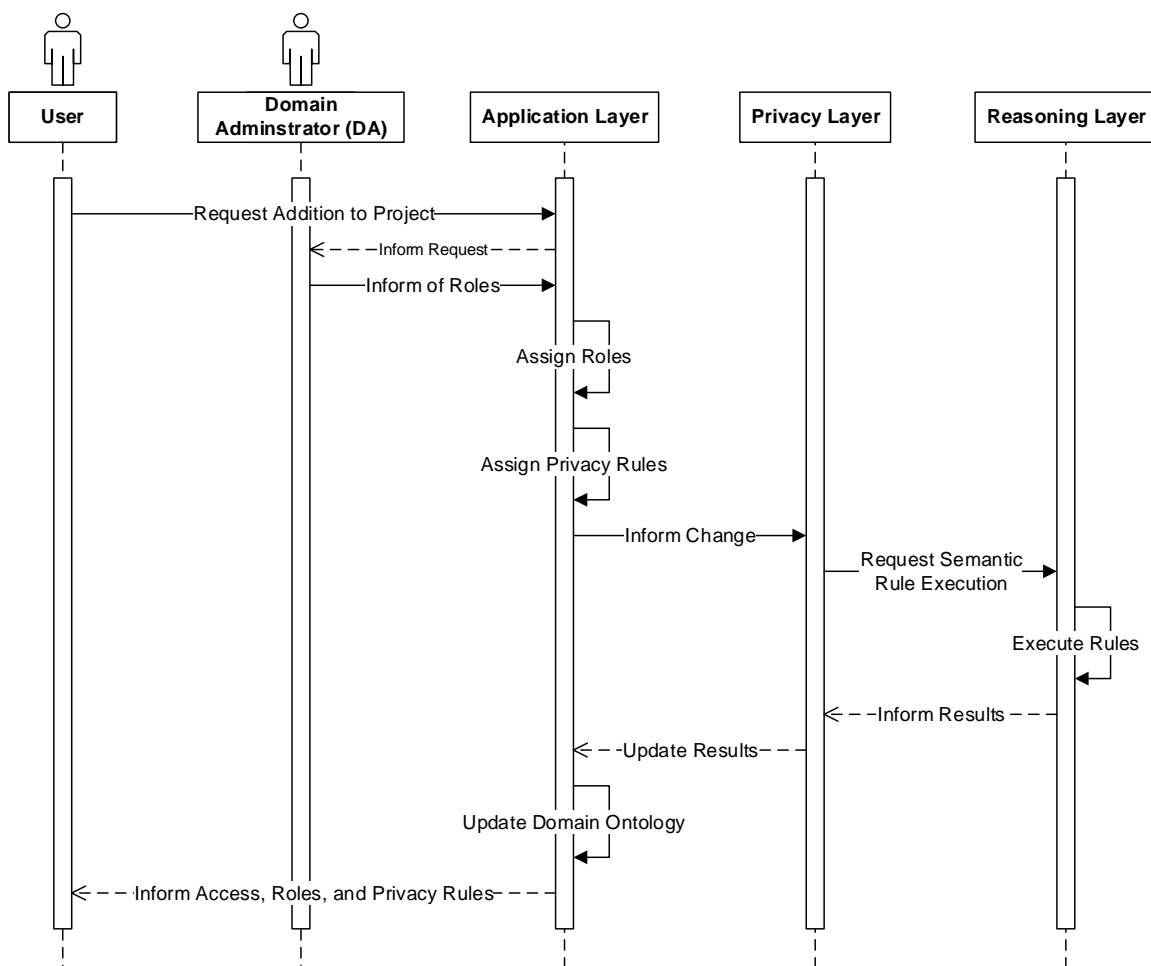 User
Domain
Adminstrator (DA)
Application Layer
Privacy Layer
Reasoning Layer
Request Addition to Project
Inform Request
Inform of Roles
Assign Roles
Assign Privacy Rules
Inform Change
Request Semantic
Rule Execution
Execute Rules
Inform Results
Update Results
Update Domain Ontology
Inform Access, Roles, and Privacy Rules